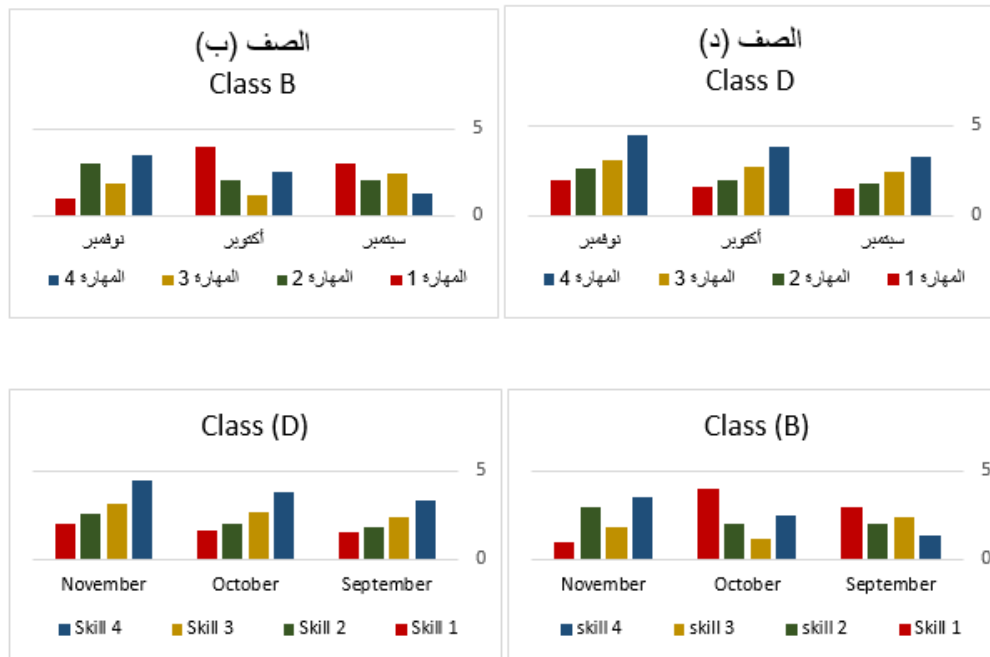 الصف (ب)
Class B
5
0
نوفمبر أكتوبر سبتمبر
المهارة 4 المهارة 3 المهارة 2 المهارة 1
الصف (د)
Class D
5
0
نوفمبر أكتوبر سبتمبر
المهارة 4 المهارة 3 المهارة 2 المهارة 1
Class (D)
5
0
November October September
Skill 4 Skill 3 Skill 2 Skill 1
Class (B)
5
0
November October September
skill 4 skill 3 skill 2 Skill 1